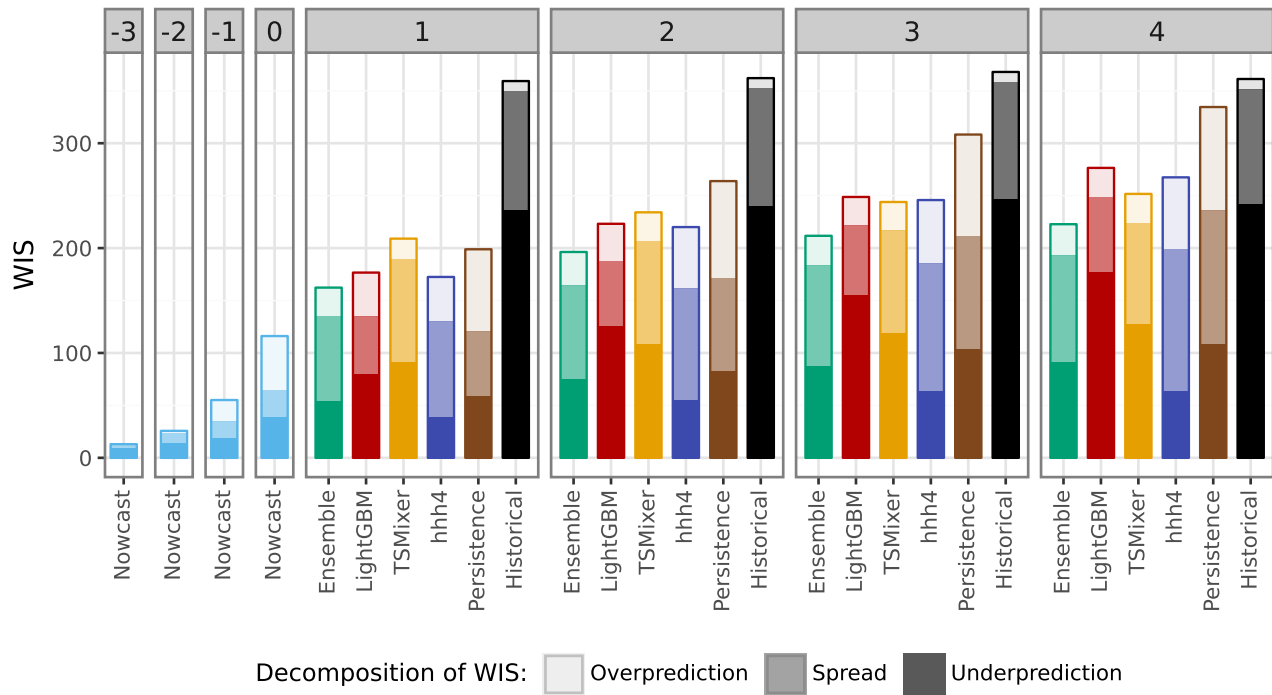 -3 -2 -1 0 1 2 3 4
WIS
300
200
100
0
Nowcast Nowcast Nowcast Nowcast Ensemble LightGBM TSMixer hhh4 Persistence Historical Ensemble LightGBM TSMixer hhh4 Persistence Historical Ensemble LightGBM TSMixer hhh4 Persistence Historical Ensemble LightGBM TSMixer hhh4 Persistence Historical
Decomposition of WIS: Overprediction Spread Underprediction